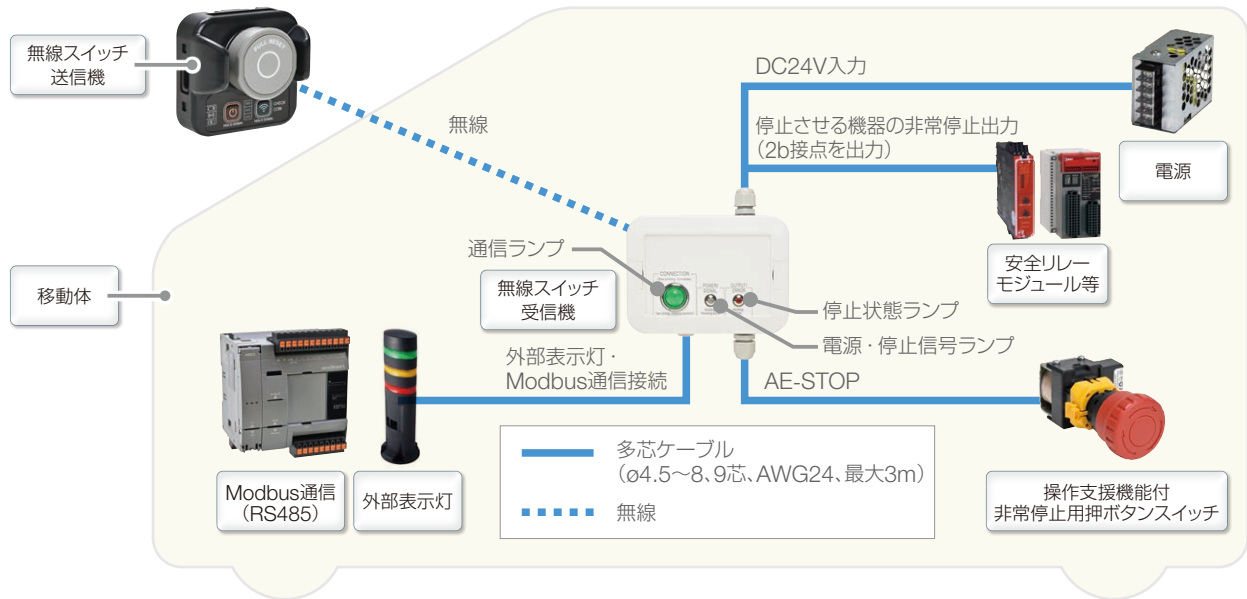 無線スイッチ
送信機
PULL RESET
無線
DC24V入力
停止させる機器の非常停止出力
（2b接点を出力）
電源
安全リレー
モジュール等
移動体
通信ランプ
無線スイッチ
受信機
CONNECTION
停止状態ランプ
電源・停止信号ランプ
外部表示灯・
Modbus通信接続
AE-STOP
多芯ケーブル
（ø4.5～8、9芯、AWG24、最大3m）
無線
Modbus通信
（RS485）
外部表示灯
操作支援機能付
非常停止用押ボタンスイッチ